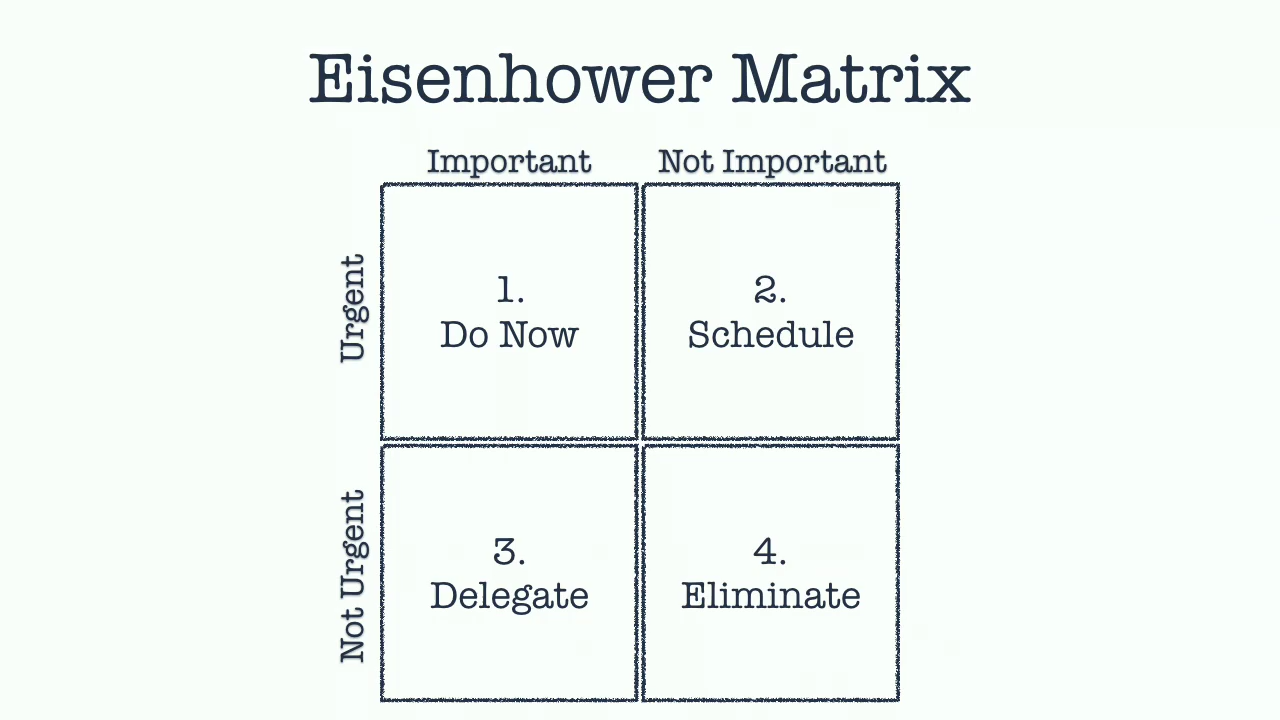 Eisenhower Matrix
Important
Not Important
Urgent
1.
Do Now
2.
Schedule
Not Urgent
3.
Delegate
4.
Eliminate